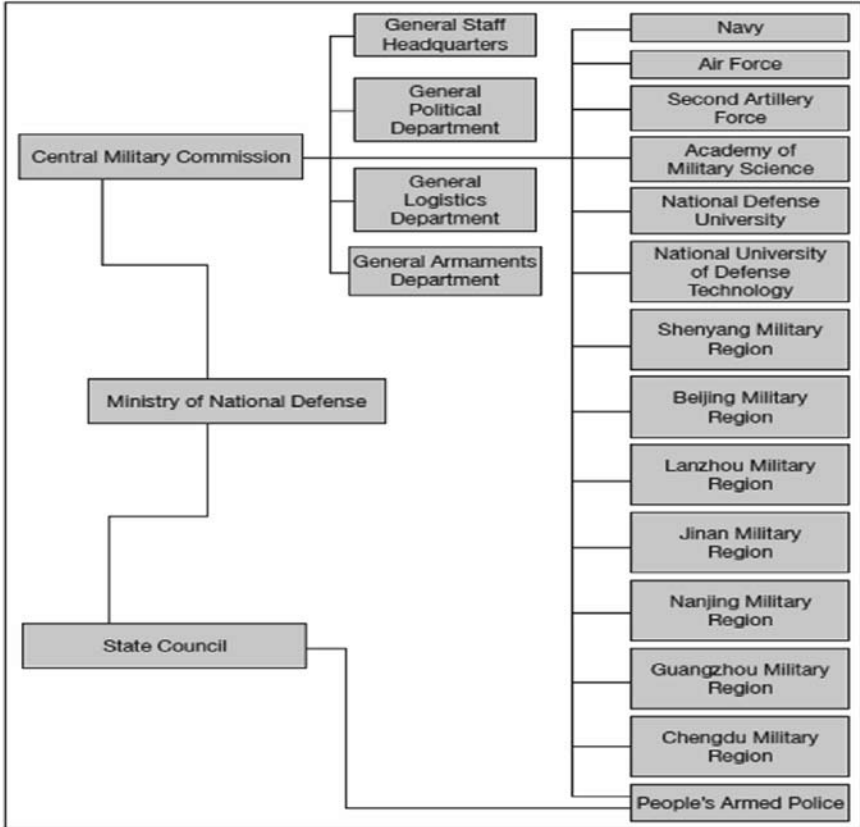 Central Military Commission
Ministry of National Defense
State Council
General Staff
Headquarters
General
Political
Department
General
Logistics
Department
General Armaments
Department
Navy
Air Force
Second Artillery
Force
Academy of
Military Science
National Defense
University
National University
of Defense
Technology
Shenyang Military
Region
Beijing Military
Region
Lanzhou Military
Region
Jinan Military
Region
Nanjing Military
Region
Guangzhou Military
Region
Chengdu Military
Region
People's Armed Police